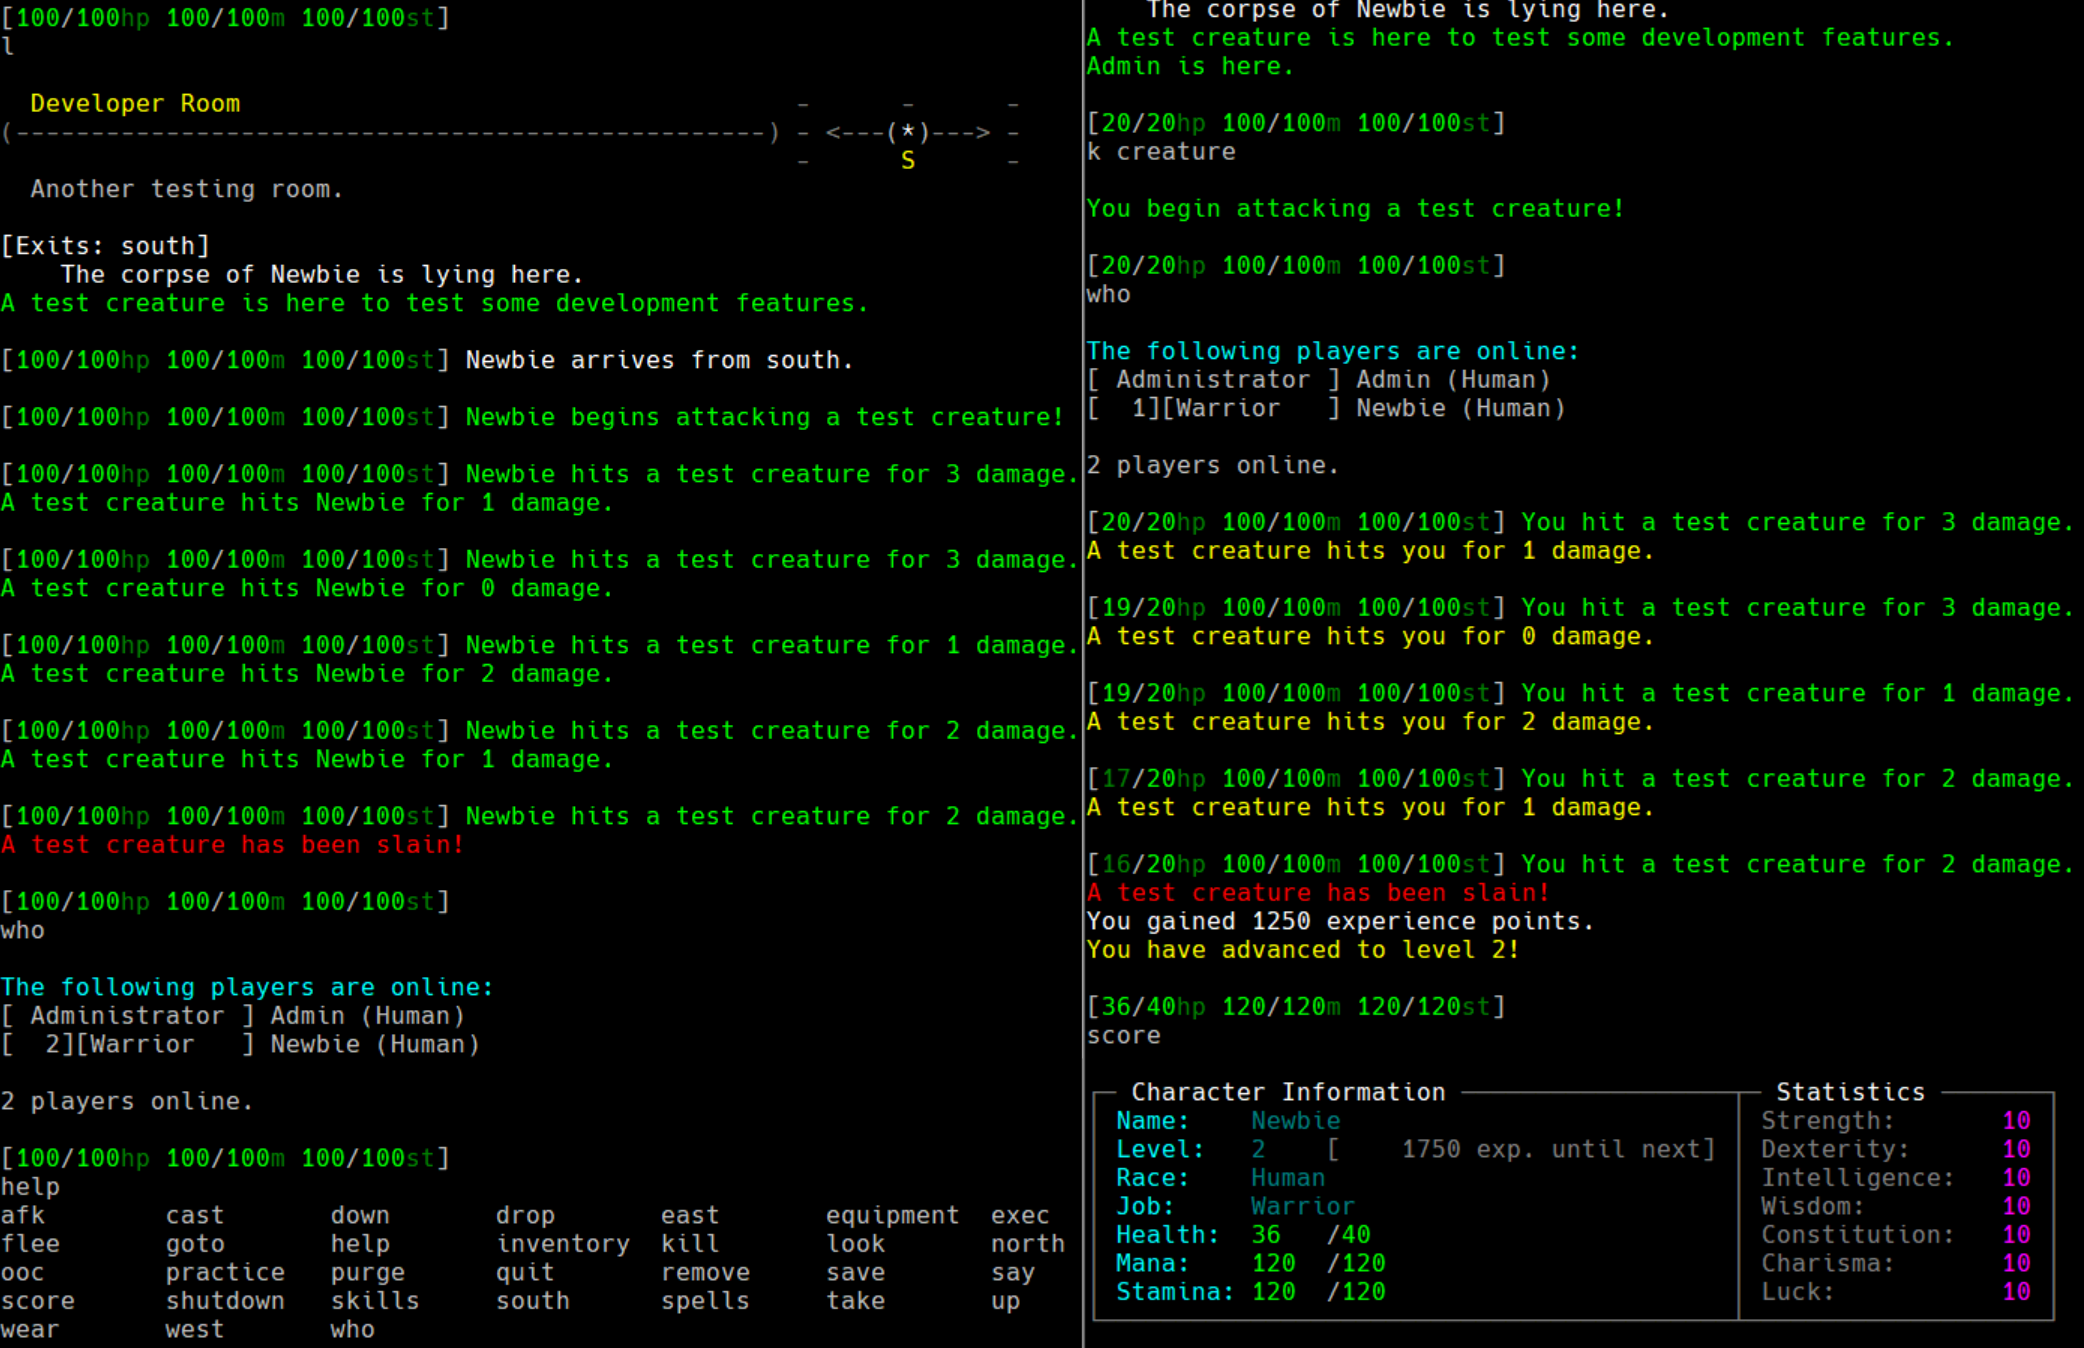 [100/100hp 100/100m 100/100st]
l
  Developer Room                                     -      -      -
(--------------------------------------------------) - <---(*)---> -
                                                     -      S      -
  Another testing room.
[Exits: south]
    The corpse of Newbie is lying here.
A test creature is here to test some development features.
[100/100hp 100/100m 100/100st] Newbie arrives from south.
[100/100hp 100/100m 100/100st] Newbie begins attacking a test creature!
[100/100hp 100/100m 100/100st] Newbie hits a test creature for 3 damage.
A test creature hits Newbie for 1 damage.
[100/100hp 100/100m 100/100st] Newbie hits a test creature for 3 damage.
A test creature hits Newbie for 0 damage.
[100/100hp 100/100m 100/100st] Newbie hits a test creature for 1 damage.
A test creature hits Newbie for 2 damage.
[100/100hp 100/100m 100/100st] Newbie hits a test creature for 2 damage.
A test creature hits Newbie for 1 damage.
[100/100hp 100/100m 100/100st] Newbie hits a test creature for 2 damage.
A test creature has been slain!
[100/100hp 100/100m 100/100st]
who
The following players are online:
[ Administrator ] Admin (Human)
[  2][Warrior   ] Newbie (Human)
2 players online.
[100/100hp 100/100m 100/100st]
help
afk        cast       down       drop       east       equipment  exec
flee       goto       help       inventory  kill       look       north
ooc        practice   purge      quit       remove     save       say
score      shutdown   skills     south      spells     take       up
wear       west       who
    The corpse of Newbie is lying here.
A test creature is here to test some development features.
Admin is here.
[20/20hp 100/100m 100/100st]
k creature
You begin attacking a test creature!
[20/20hp 100/100m 100/100st]
who
The following players are online:
[ Administrator ] Admin (Human)
[  1][Warrior   ] Newbie (Human)
2 players online.
[20/20hp 100/100m 100/100st] You hit a test creature for 3 damage.
A test creature hits you for 1 damage.
[19/20hp 100/100m 100/100st] You hit a test creature for 3 damage.
A test creature hits you for 0 damage.
[19/20hp 100/100m 100/100st] You hit a test creature for 1 damage.
A test creature hits you for 2 damage.
[17/20hp 100/100m 100/100st] You hit a test creature for 2 damage.
A test creature hits you for 1 damage.
[16/20hp 100/100m 100/100st] You hit a test creature for 2 damage.
A test creature has been slain!
You gained 1250 experience points.
You have advanced to level 2!
[36/40hp 120/120m 120/120st]
score
Character Information    Statistics
Name:    Newbie    Strength:    10
Level:   2    [    1750 exp. until next]    Dexterity:    10
Race:    Human    Intelligence:    10
Job:     Warrior    Wisdom:    10
Health:  36   /40    Constitution:    10
Mana:    120  /120    Charisma:    10
Stamina: 120  /120    Luck:    10